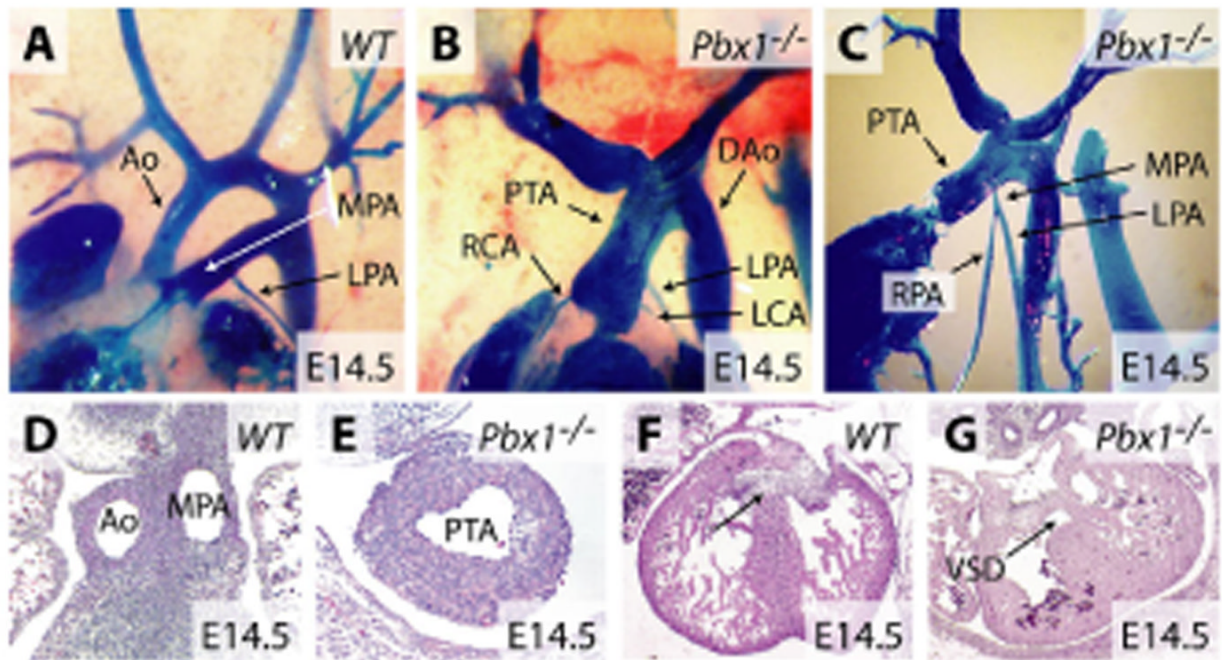 A WT
Ao
MPA
LPA
E14.5
B Pbx1-/-
DAo
PTA
RCA
LPA
LCA
E14.5
C Pbx1-/-
PTA
MPA
LPA
RPA
E14.5
D WT
Ao MPA
E14.5
E Pbx1-/-
PTA
E14.5
F WT
E14.5
G Pbx1-/-
VSD
E14.5